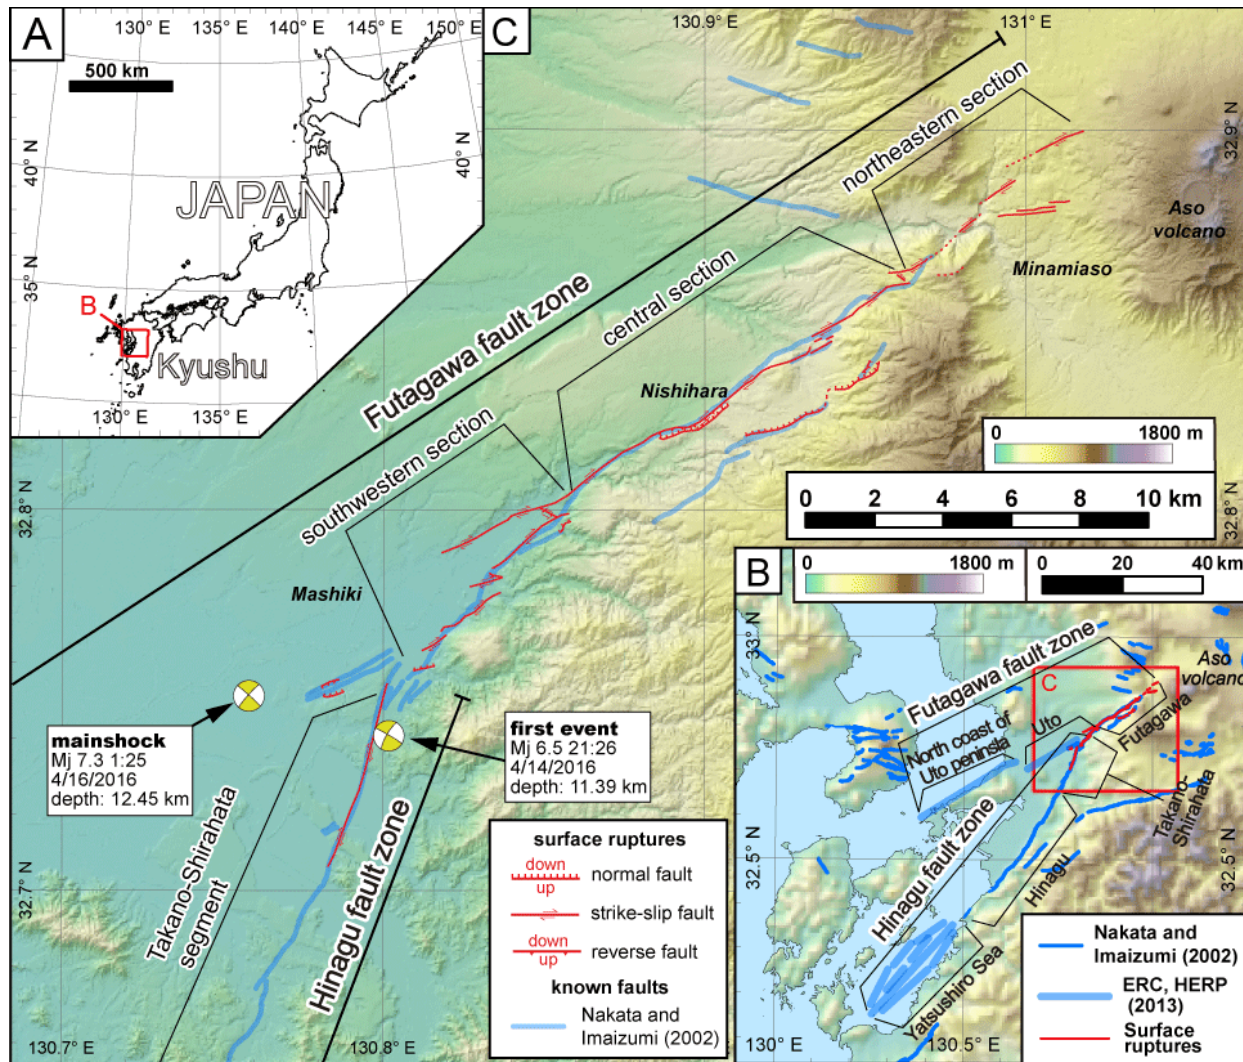 A
130° E
135° E
140° E
145° E
150° E
500 km
40° N
40° N
JAPAN
35° N
35° N
B
Kyushu
130° E
135° E
C
130.9° E
131° E
32.9° N
northeastern section
Aso
volcano
Minamiaso
central section
Futagawa fault zone
Nishihara
southwestern section
32.8° N
32.8° N
0
1800 m
0
2
4
6
8
10 km
Mashiki
mainshock
Mj 7.3 1:25
4/16/2016
depth: 12.45 km
first event
Mj 6.5 21:26
4/14/2016
depth: 11.39 km
Takano-Shirahata
segment
Hinagu fault zone
32.7° N
130.7° E
130.8° E
surface ruptures
down
up
normal fault
strike-slip fault
down
up
reverse fault
known faults
Nakata and
Imaizumi (2002)
B
0
1800 m
0
20
40 km
33° N
33° N
Futagawa fault zone
C
Aso
volcano
North coast of
Uto peninsla
Uto
Futagawa
Takano-
Shirahata
Hinagu fault zone
Hinagu
32.5° N
32.5° N
Yatsushiro Sea
130° E
130.5° E
Nakata and
Imaizumi (2002)
ERC, HERP
(2013)
Surface
ruptures